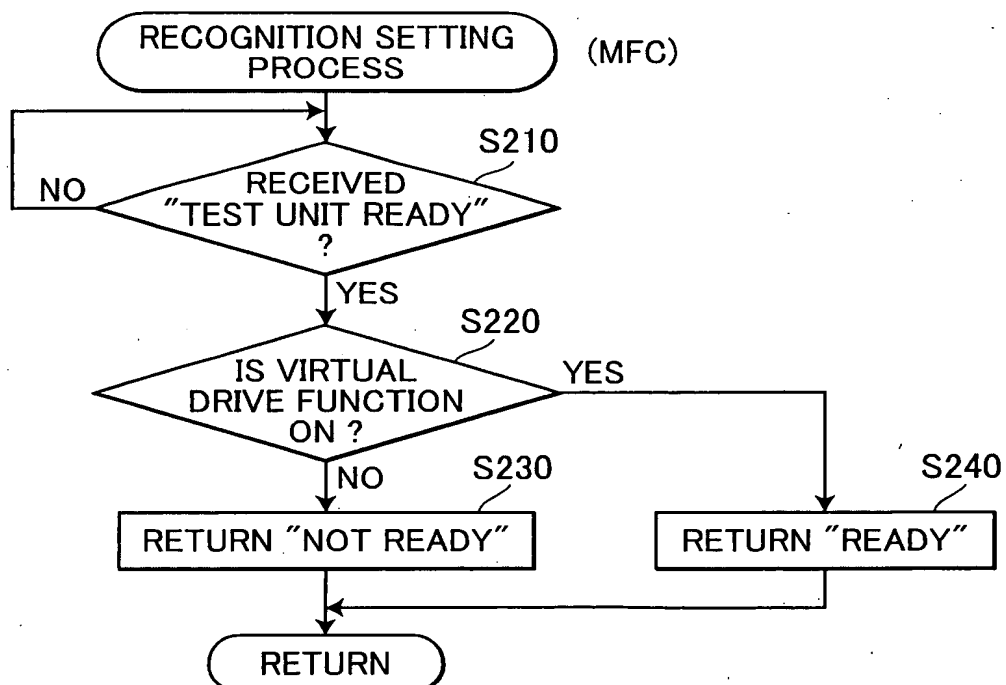 RECOGNITION SETTING
PROCESS
(MFC)
S210
RECEIVED
"TEST UNIT READY"
?
NO
YES
S220
IS VIRTUAL
DRIVE FUNCTION
ON ?
YES
NO
S230
S240
RETURN "NOT READY"
RETURN "READY"
RETURN